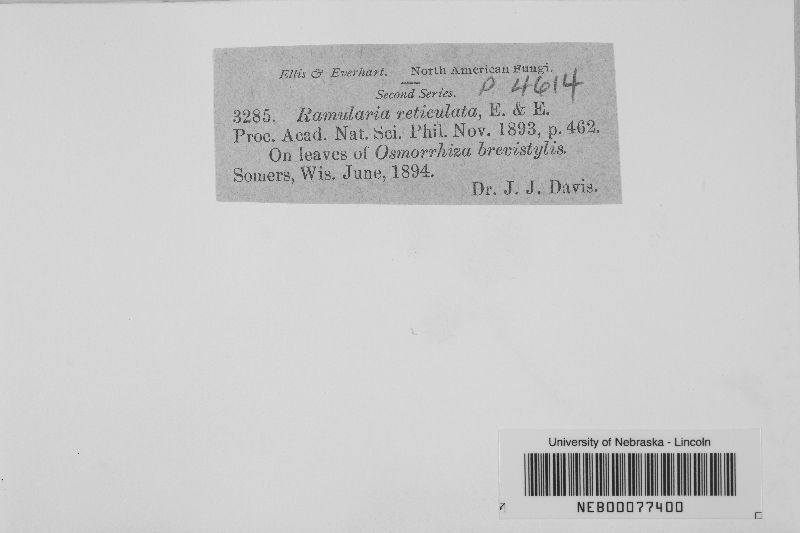 Ellis & Everhart. North American Fungi.
Second Series. P 4614
3285. Ramularia reticulata, E. & E.
Proc. Acad. Nat. Sci. Phil. Nov. 1893, p. 462.
On leaves of Osmorrhiza brevistylis.
Somers, Wis. June, 1894.
Dr. J. J. Davis.
University of Nebraska - Lincoln
NEB00077400